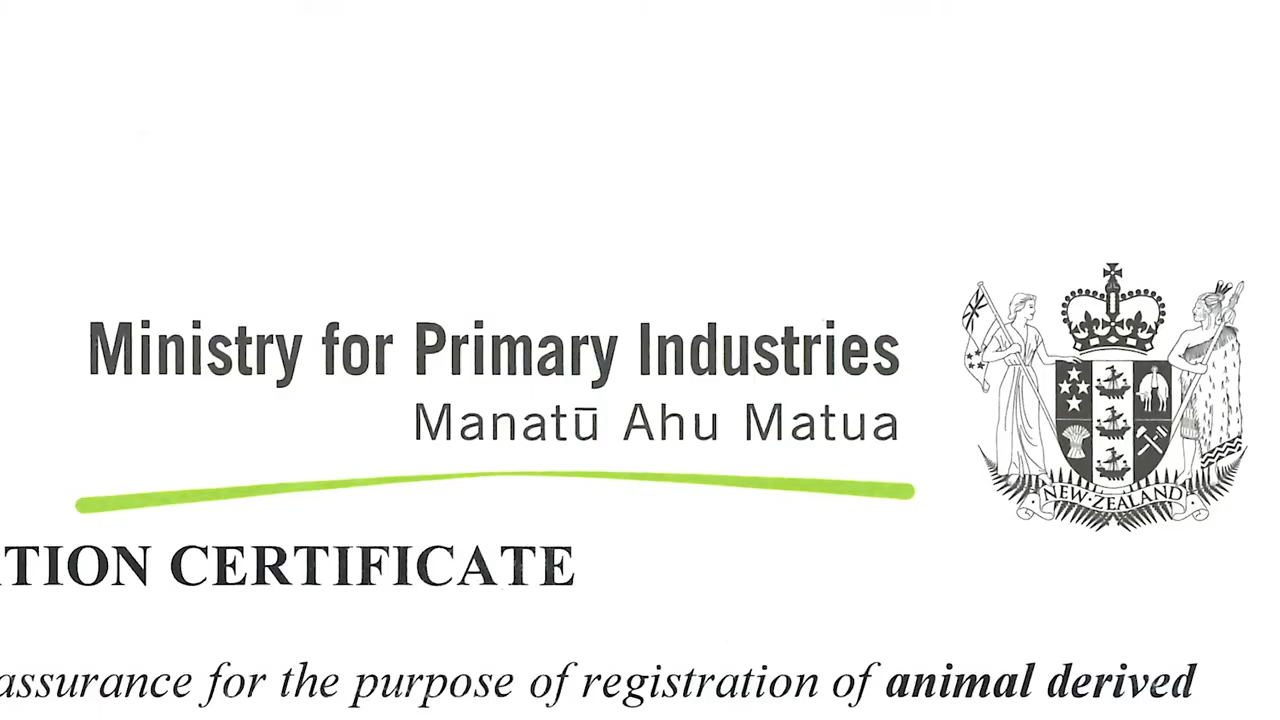 Ministry for Primary Industries
Manatū Ahu Matua
NEW·ZEALAND
TION CERTIFICATE
assurance for the purpose of registration of animal derived